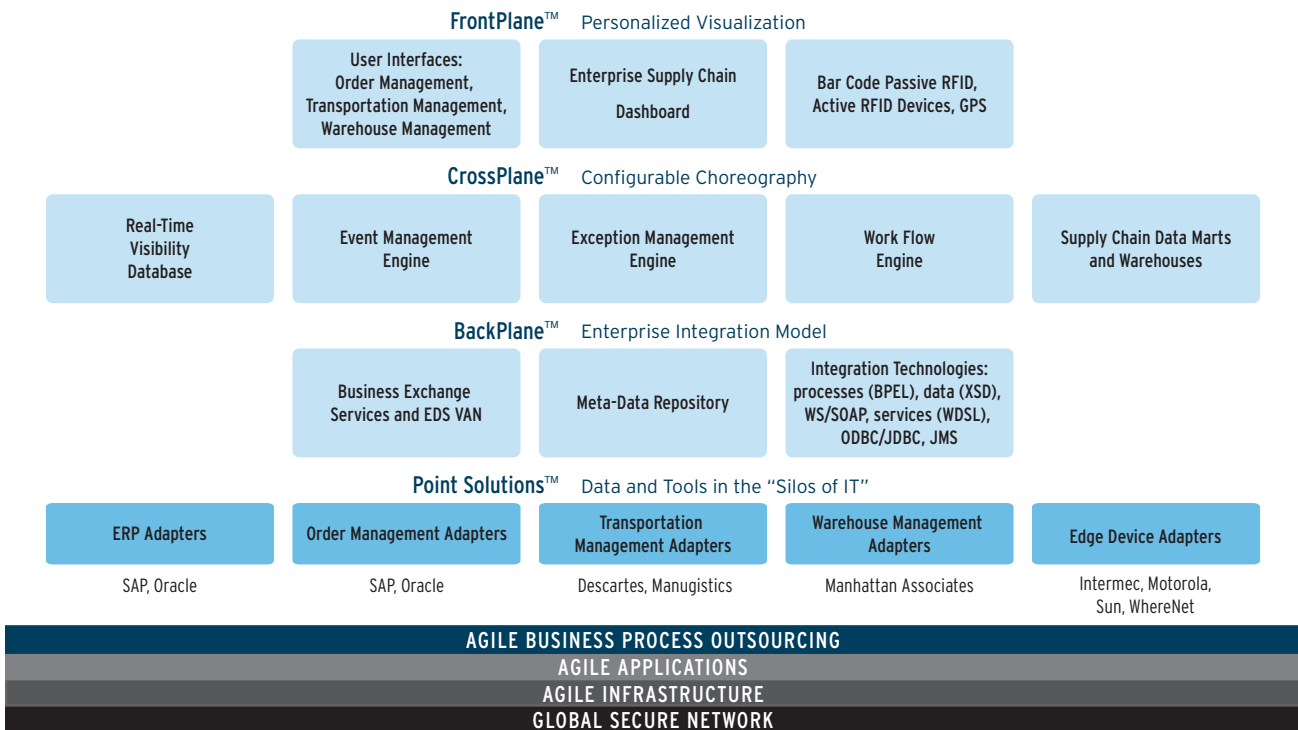 FrontPlane™ Personalized Visualization
User Interfaces:
Order Management,
Transportation Management,
Warehouse Management
Enterprise Supply Chain
Dashboard
Bar Code Passive RFID,
Active RFID Devices, GPS
CrossPlane™ Configurable Choreography
Real-Time
Visibility
Database
Event Management
Engine
Exception Management
Engine
Work Flow
Engine
Supply Chain Data Marts
and Warehouses
BackPlane™ Enterprise Integration Model
Business Exchange
Services and EDS VAN
Meta-Data Repository
Integration Technologies:
processes (BPEL), data (XSD),
WS/SOAP, services (WDSL),
ODBC/JDBC, JMS
Point Solutions™ Data and Tools in the “Silos of IT”
ERP Adapters
Order Management Adapters
Transportation
Management Adapters
Warehouse Management
Adapters
Edge Device Adapters
SAP, Oracle
SAP, Oracle
Descartes, Manugistics
Manhattan Associates
Intermec, Motorola,
Sun, WhereNet
AGILE BUSINESS PROCESS OUTSOURCING
AGILE APPLICATIONS
AGILE INFRASTRUCTURE
GLOBAL SECURE NETWORK